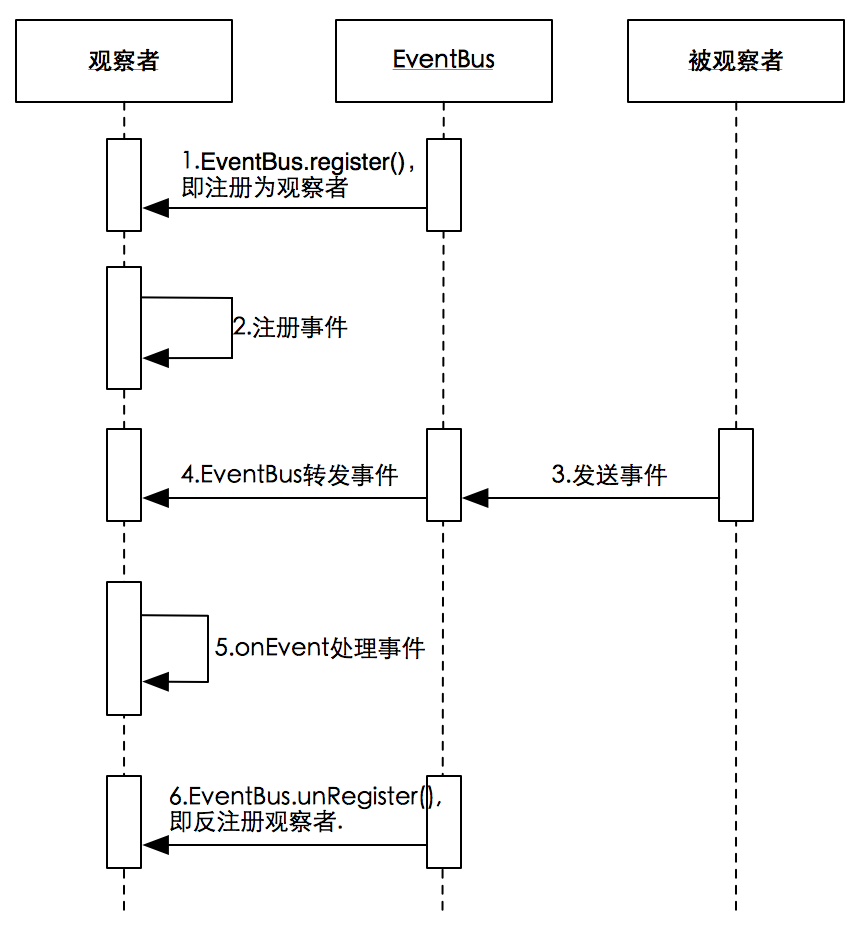 观察者
EventBus
被观察者
1.EventBus.register()，
即注册为观察者
2.注册事件
4.EventBus转发事件
3.发送事件
5.onEvent处理事件
6.EventBus.unRegister()，
即反注册观察者.